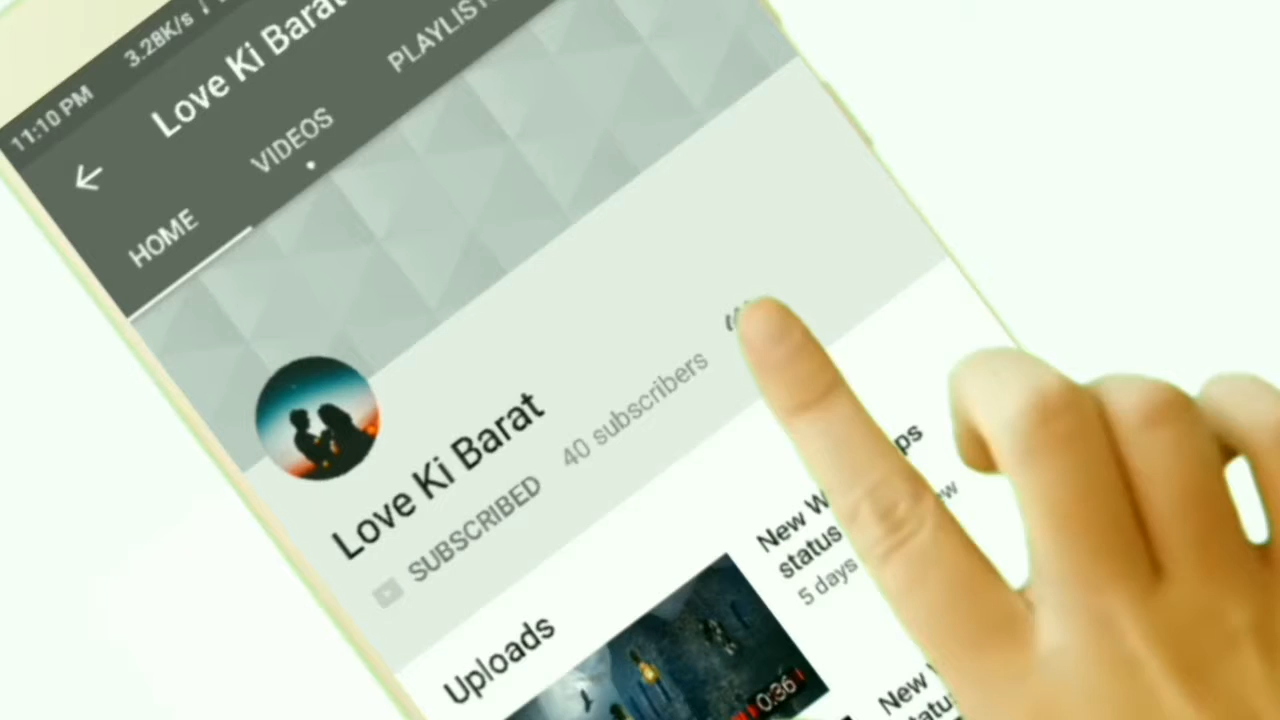 11:10 PM 3.28K/s
Love Ki Barat
HOME VIDEOS PLAYLISTS
Love Ki Barat
SUBSCRIBED 40 subscribers
Uploads
0:36
New
status
5 days
New